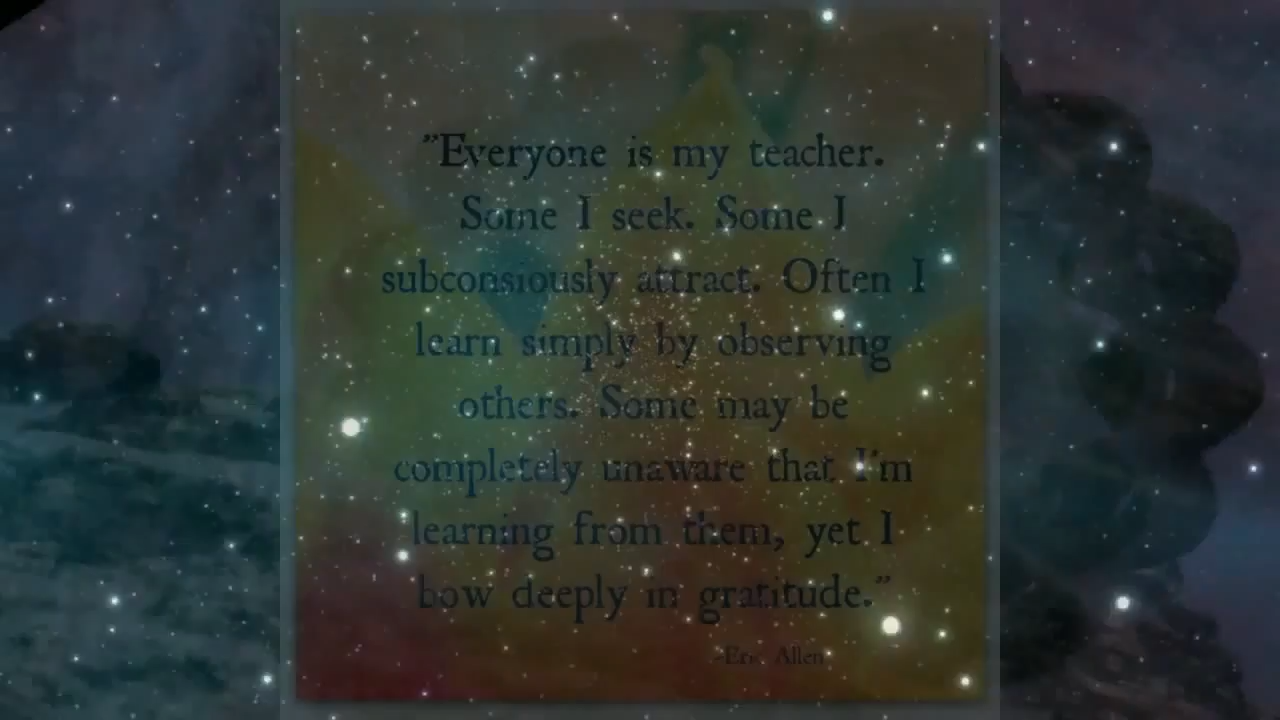 "Everyone is my teacher.
Some I seek. Some I
subconsiously attract. Often I
learn simply by observing
others. Some may be
completely unaware that I'm
learning from them, yet I
bow deeply in gratitude."
-Eric Allen